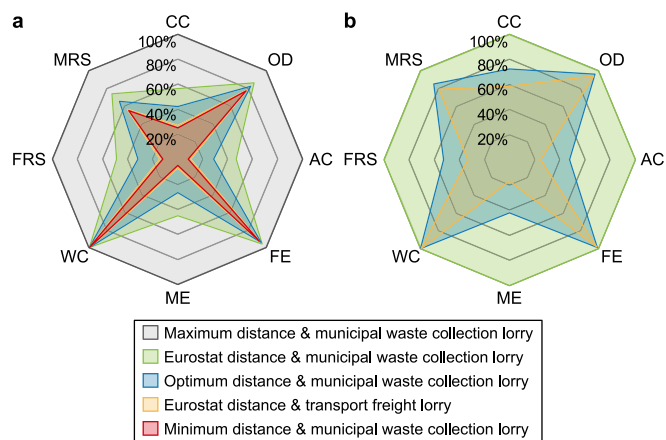 a
b
CC
100%
80%
60%
40%
20%
OD
AC
FE
ME
WC
FRS
MRS
CC
100%
80%
60%
40%
20%
OD
AC
FE
ME
WC
FRS
MRS
Maximum distance & municipal waste collection lorry
Eurostat distance & municipal waste collection lorry
Optimum distance & municipal waste collection lorry
Eurostat distance & transport freight lorry
Minimum distance & municipal waste collection lorry